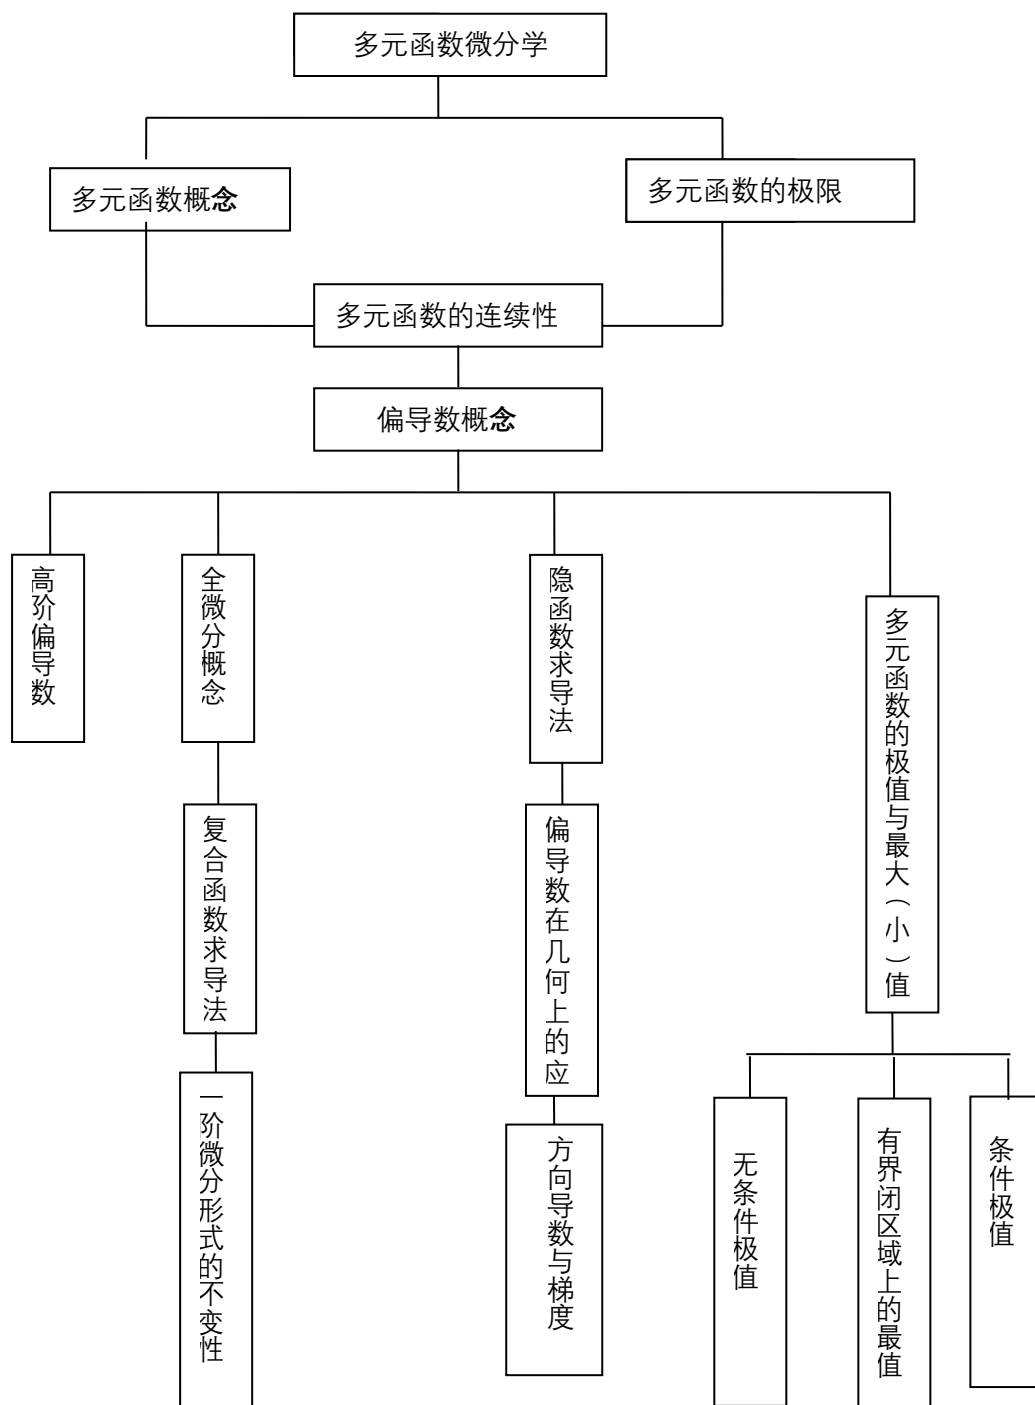 多元函数微分学
多元函数概念
多元函数的极限
多元函数的连续性
偏导数概念
高阶偏导数
全微分概念
隐函数求导法
多元函数的极值与最大(小)值
复合函数求导法
偏导数在几何上的应
一阶微分形式的不变性
方向导数与梯度
无条件极值
有界闭区域上的最值
条件极值